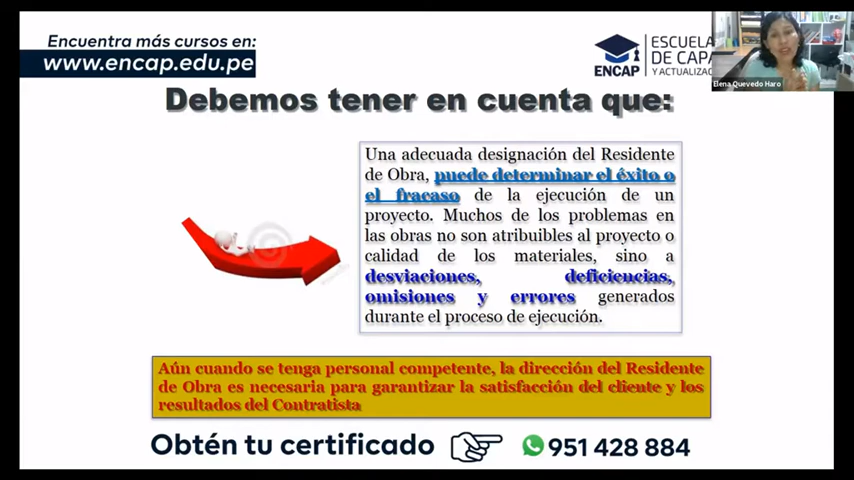 Encuentra más cursos en:
www.encap.edu.pe
ENCAP
ESCUELA
DE CAPA
Y ACTUALIZAC
Elena Quevedo Haro
Debemos tener en cuenta que:
Una adecuada designación del Residente
de Obra, puede determinar el éxito o
el fracaso de la ejecución de un
proyecto. Muchos de los problemas en
las obras no son atribuibles al proyecto o
calidad de los materiales, sino a
desviaciones, deficiencias,
omisiones y errores generados
durante el proceso de ejecución.
Aún cuando se tenga personal competente, la dirección del Residente
de Obra es necesaria para garantizar la satisfacción del cliente y los
resultados del Contratista
Obtén tu certificado 951 428 884